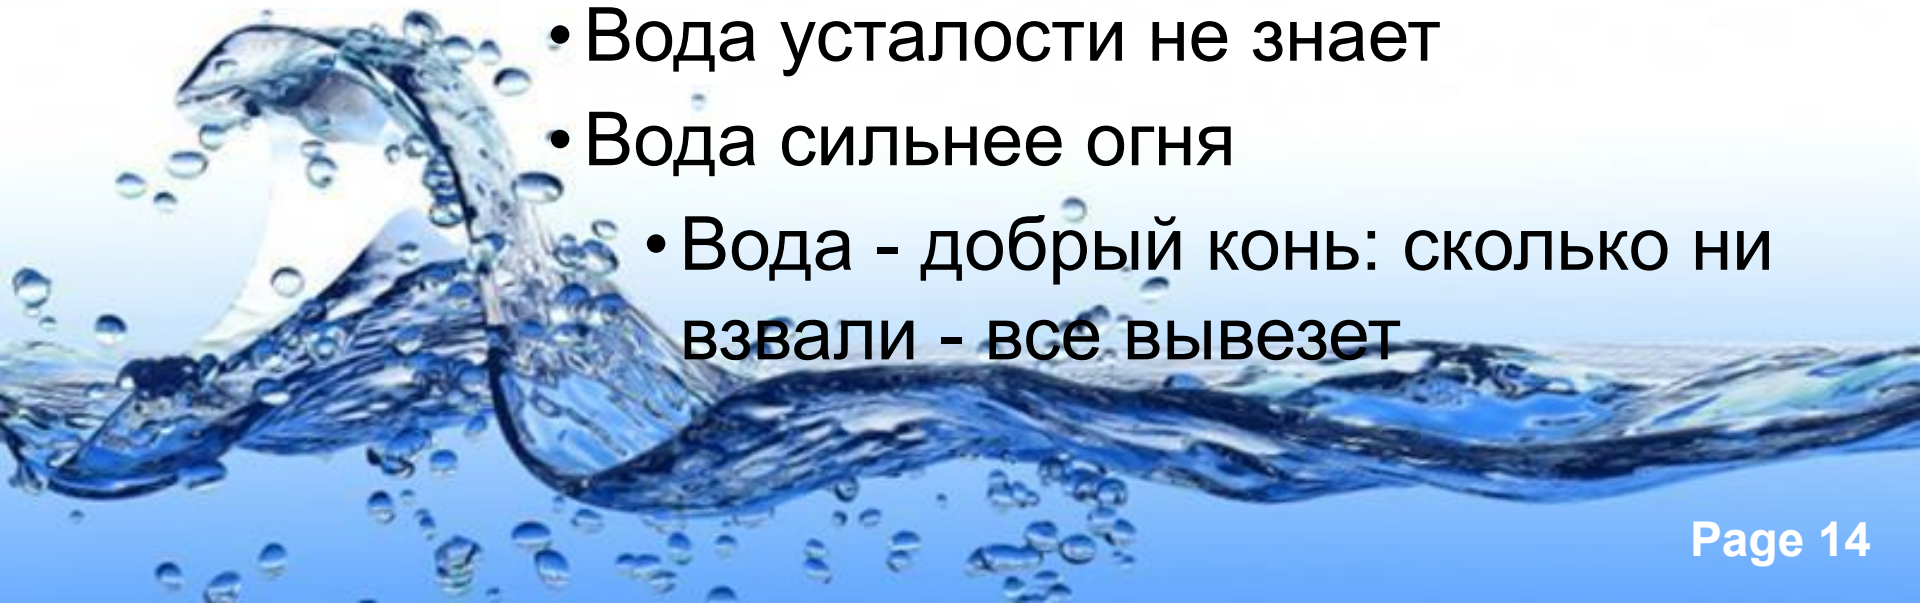 • Вода усталости не знает
• Вода сильнее огня
• Вода - добрый конь: сколько ни
взвали - все вывезет
Page 14